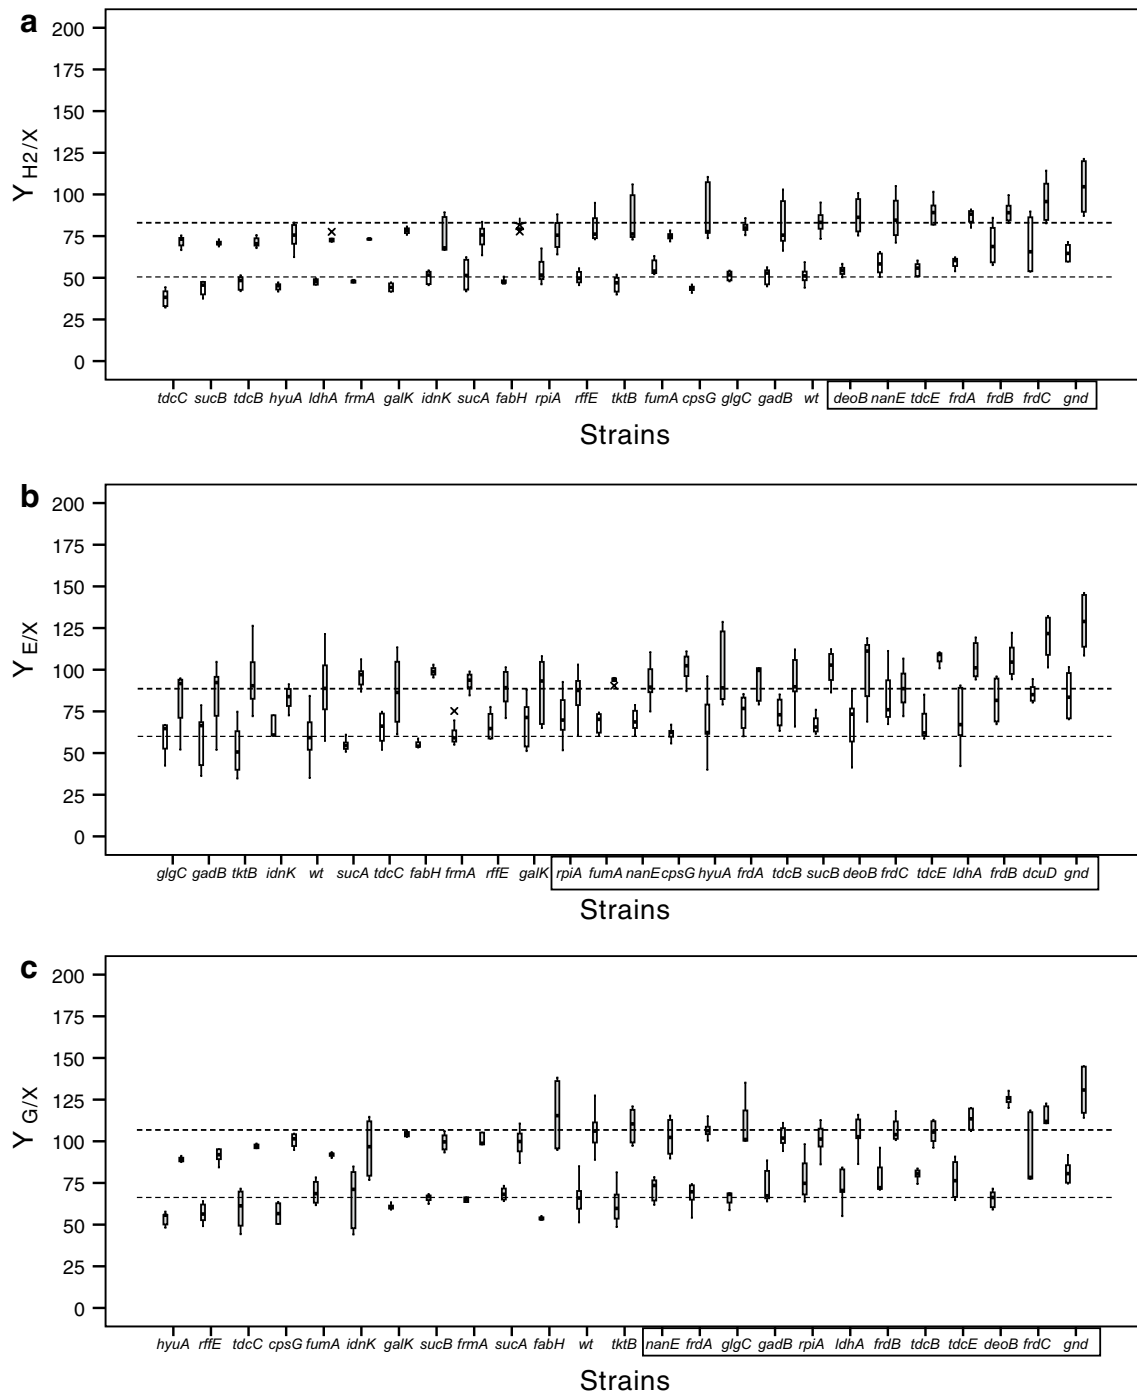 a
Y H2/X
200
175
150
125
100
75
50
25
0
tdcC sucB tdcB hyuA ldhA frmA galK idnK sucA fabH rpiA rffE tktB fumA cpsG glgC gadB wt deoB nanE tdcE frdA frdB frdC gnd
Strains
b
Y E/X
200
175
150
125
100
75
50
25
0
glgC gadB tktB idnK wt sucA tdcC fabH frmA rffE galK rpiA fumA nanE cpsG hyuA frdA tdcB sucB deoB frdC tdcE ldhA frdB dcuD gnd
Strains
c
Y G/X
200
175
150
125
100
75
50
25
0
hyuA rffE tdcC cpsG fumA idnK galK sucB frmA sucA fabH wt tktB nanE frdA glgC gadB rpiA ldhA frdB tdcB tdcE deoB frdC gnd
Strains